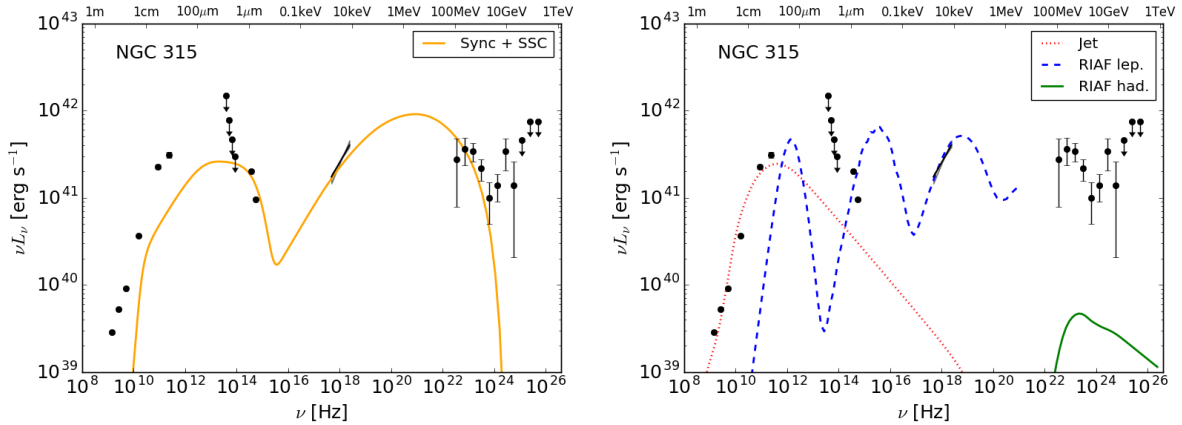 1m 1cm 100μm 1μm 0.1keV 10keV 1MeV 100MeV 10GeV 1TeV
10^43
10^42
10^41
10^40
10^39
νL_ν [erg s^−1]
NGC 315
Sync + SSC
10^8 10^10 10^12 10^14 10^16 10^18 10^20 10^22 10^24 10^26
ν [Hz]
1m 1cm 100μm 1μm 0.1keV 10keV 1MeV 100MeV 10GeV 1TeV
10^43
10^42
10^41
10^40
10^39
νL_ν [erg s^−1]
NGC 315
Jet
RIAF lep.
RIAF had.
10^8 10^10 10^12 10^14 10^16 10^18 10^20 10^22 10^24 10^26
ν [Hz]